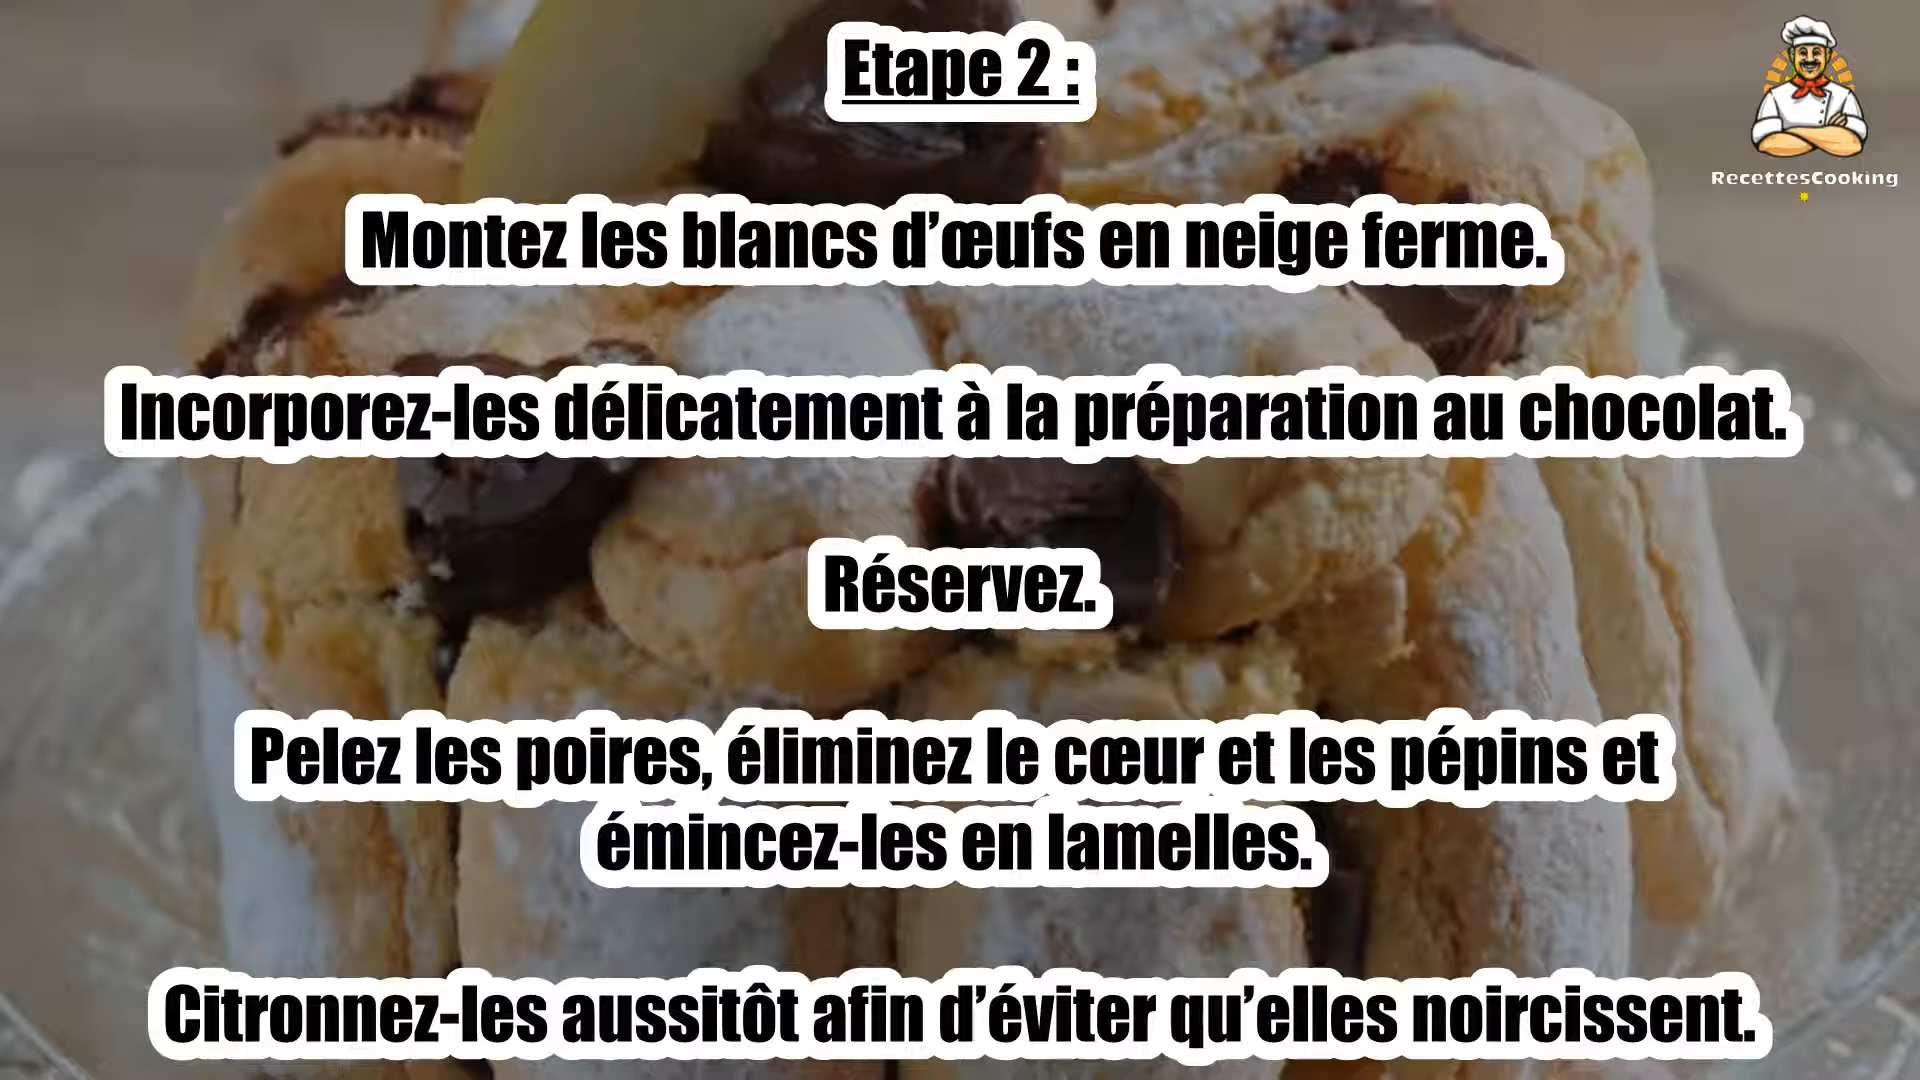 Etape 2 :
RecettesCooking
Montez les blancs d’œufs en neige ferme.
Incorporez-les délicatement à la préparation au chocolat.
Réservez.
Pelez les poires, éliminez le cœur et les pépins et
émincez-les en lamelles.
Citronnez-les aussitôt afin d’éviter qu’elles noircissent.